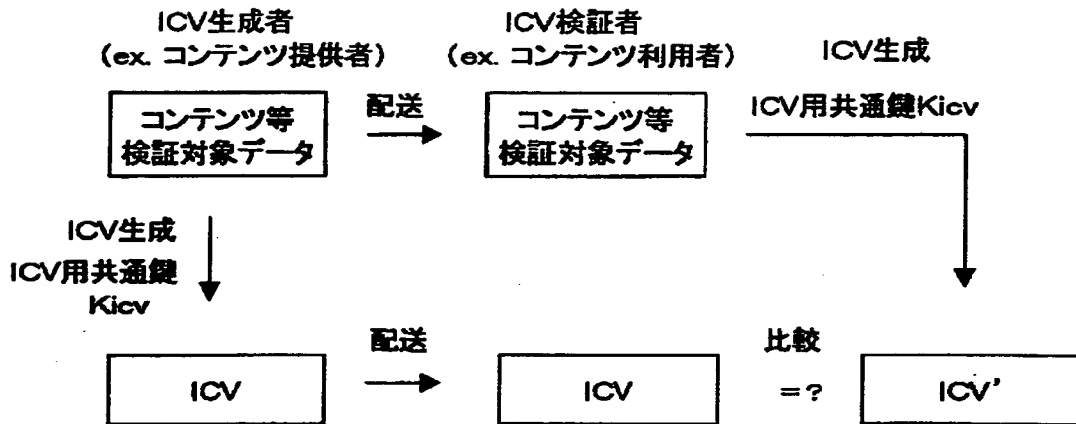 ICV生成者
(ex. コンテンツ提供者)
ICV検証者
(ex. コンテンツ利用者)
ICV生成
ICV用共通鍵Kicv
コンテンツ等
検証対象データ
配送
コンテンツ等
検証対象データ
ICV生成
ICV用共通鍵
Kicv
ICV
配送
ICV
比較
=?
ICV'